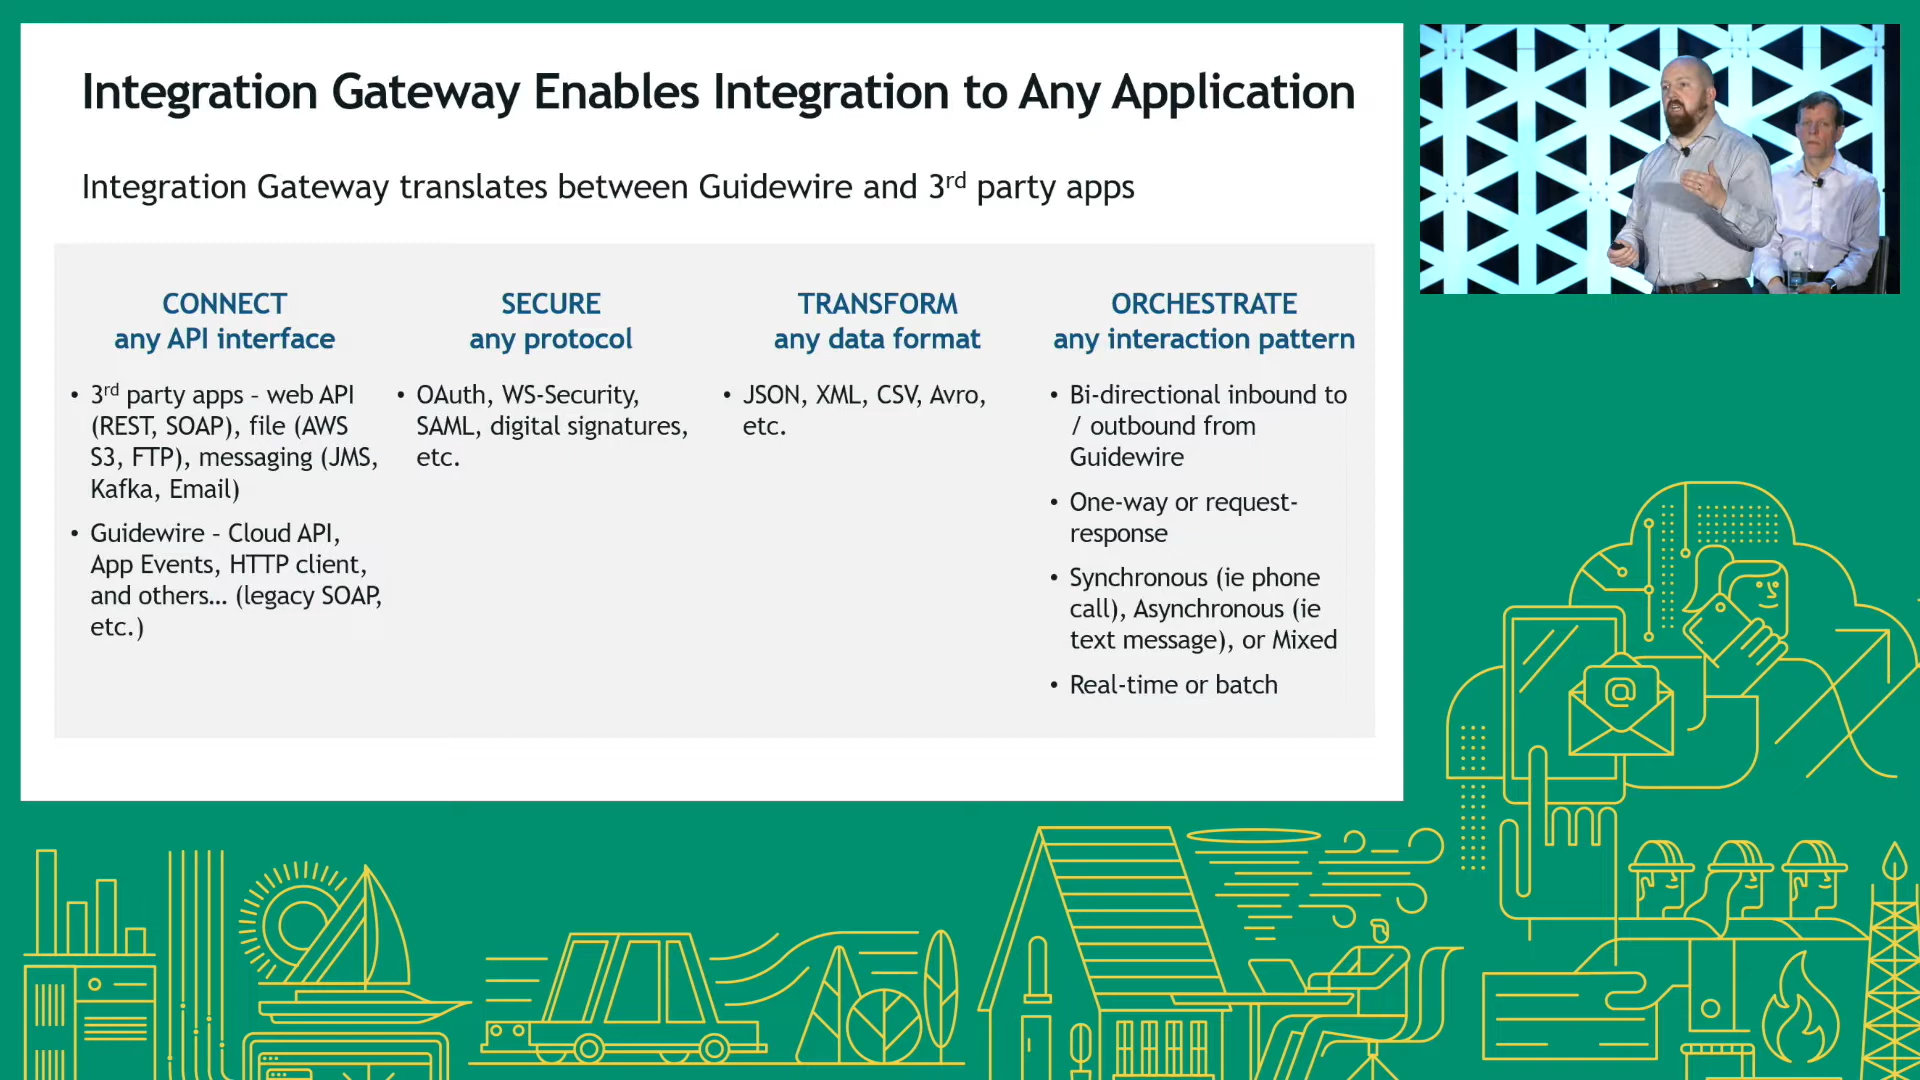 Integration Gateway Enables Integration to Any Application
Integration Gateway translates between Guidewire and 3rd party apps
CONNECT
any API interface
• 3rd party apps – web API
(REST, SOAP), file (AWS
S3, FTP), messaging (JMS,
Kafka, Email)
• Guidewire – Cloud API,
App Events, HTTP client,
and others… (legacy SOAP,
etc.)
SECURE
any protocol
• OAuth, WS-Security,
SAML, digital signatures,
etc.
TRANSFORM
any data format
• JSON, XML, CSV, Avro,
etc.
ORCHESTRATE
any interaction pattern
• Bi-directional inbound to
/ outbound from
Guidewire
• One-way or request-
response
• Synchronous (ie phone
call), Asynchronous (ie
text message), or Mixed
• Real-time or batch
@